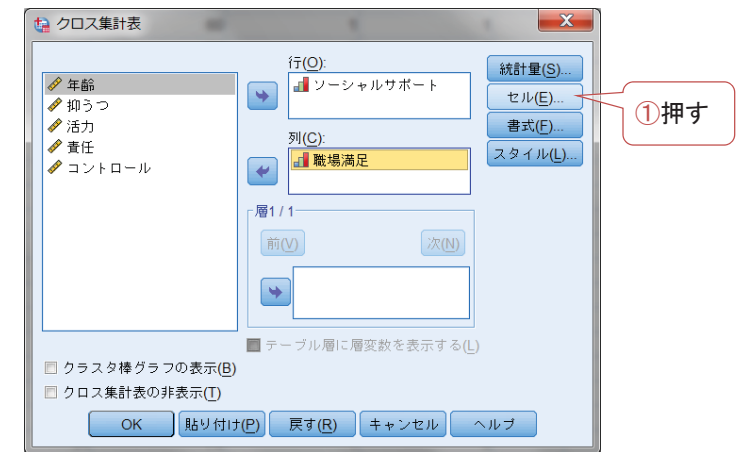 クロス集計表
行(O):
年齢
抑うつ
活力
責任
コントロール
ソーシャルサポート
列(C):
職場満足
層1 / 1
前(V)
次(N)
テーブル層に層変数を表示する(L)
統計量(S)...
セル(E)...
書式(F)...
スタイル(L)...
①押す
クラスタ棒グラフの表示(B)
クロス集計表の非表示(T)
OK
貼り付け(P)
戻す(R)
キャンセル
ヘルプ